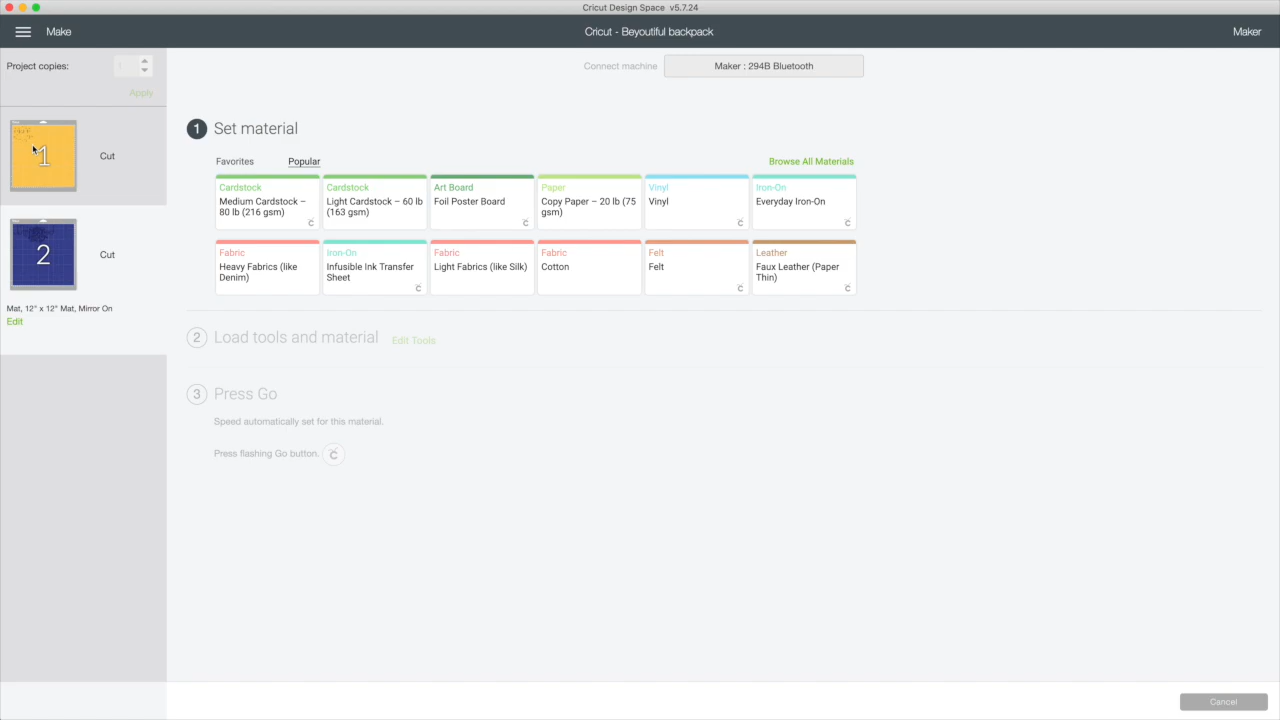 Cricut Design Space v5.7.24
Make
Cricut - Beyoutiful backpack
Maker
Project copies:
1
Apply
Connect machine
Maker : 294B Bluetooth
1 Set material
Favorites
Popular
Browse All Materials
Cardstock
Medium Cardstock – 80 lb (216 gsm)
Cardstock
Light Cardstock – 60 lb (163 gsm)
Art Board
Foil Poster Board
Paper
Copy Paper – 20 lb (75 gsm)
Vinyl
Vinyl
Iron-On
Everyday Iron-On
Fabric
Heavy Fabrics (like Denim)
Iron-On
Infusible Ink Transfer Sheet
Fabric
Light Fabrics (like Silk)
Fabric
Cotton
Felt
Felt
Leather
Faux Leather (Paper Thin)
1
Cut
2
Cut
Mat, 12" x 12" Mat, Mirror On
Edit
2 Load tools and material
Edit Tools
3 Press Go
Speed automatically set for this material.
Press flashing Go button.
Cancel